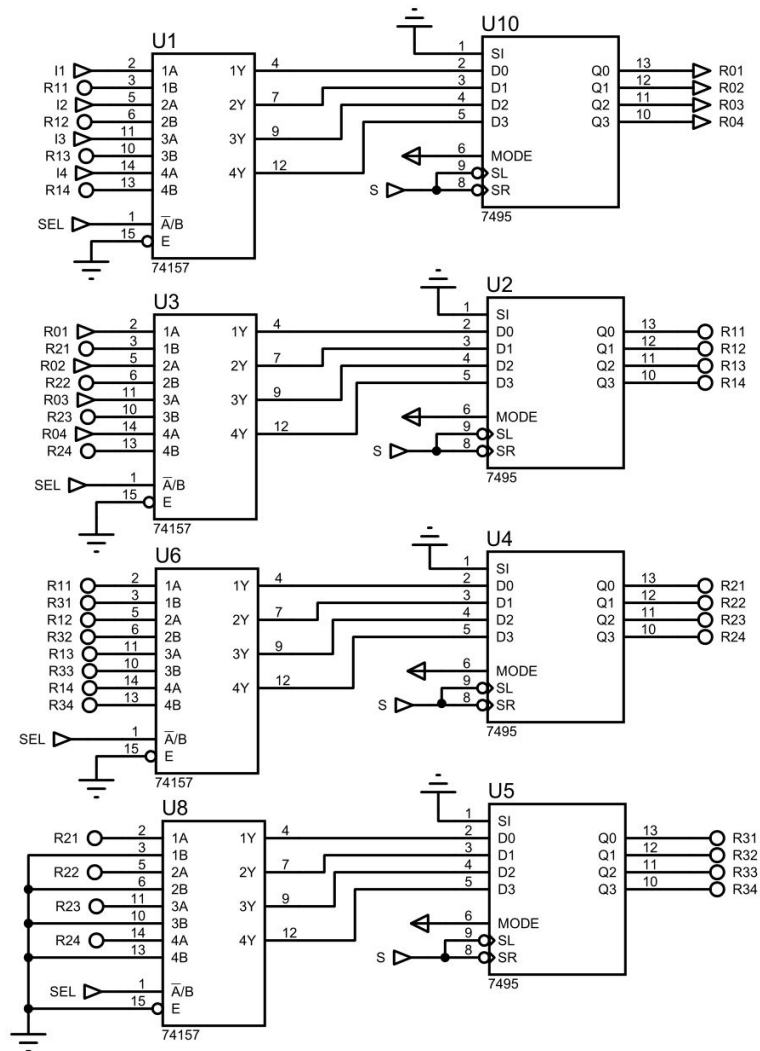 U1
U10
1 SI
I1 2 1A 1Y 4 2 D0 Q0 13 R01
R11 3 1B 3 D1 Q1 12 R02
I2 5 2A 2Y 7 4 D2 Q2 11 R03
R12 6 2B 5 D3 Q3 10 R04
I3 11 3A 3Y 9
R13 10 3B 6 MODE
I4 14 4A 4Y 12 9 SL
R14 13 4B S 8 SR
SEL 1 A/B 7495
15 E
74157
U3
U2
1 SI
R01 2 1A 1Y 4 2 D0 Q0 13 R11
R21 3 1B 3 D1 Q1 12 R12
R02 5 2A 2Y 7 4 D2 Q2 11 R13
R22 6 2B 5 D3 Q3 10 R14
R03 11 3A 3Y 9
R23 10 3B 6 MODE
R04 14 4A 4Y 12 9 SL
R24 13 4B S 8 SR
SEL 1 A/B 7495
15 E
74157
U6
U4
1 SI
R11 2 1A 1Y 4 2 D0 Q0 13 R21
R31 3 1B 3 D1 Q1 12 R22
R12 5 2A 2Y 7 4 D2 Q2 11 R23
R32 6 2B 5 D3 Q3 10 R24
R13 11 3A 3Y 9
R33 10 3B 6 MODE
R14 14 4A 4Y 12 9 SL
R34 13 4B S 8 SR
SEL 1 A/B 7495
15 E
74157
U8
U5
1 SI
R21 2 1A 1Y 4 2 D0 Q0 13 R31
3 1B 3 D1 Q1 12 R32
R22 5 2A 2Y 7 4 D2 Q2 11 R33
6 2B 5 D3 Q3 10 R34
R23 11 3A 3Y 9
10 3B 6 MODE
R24 14 4A 4Y 12 9 SL
13 4B S 8 SR
SEL 1 A/B 7495
15 E
74157